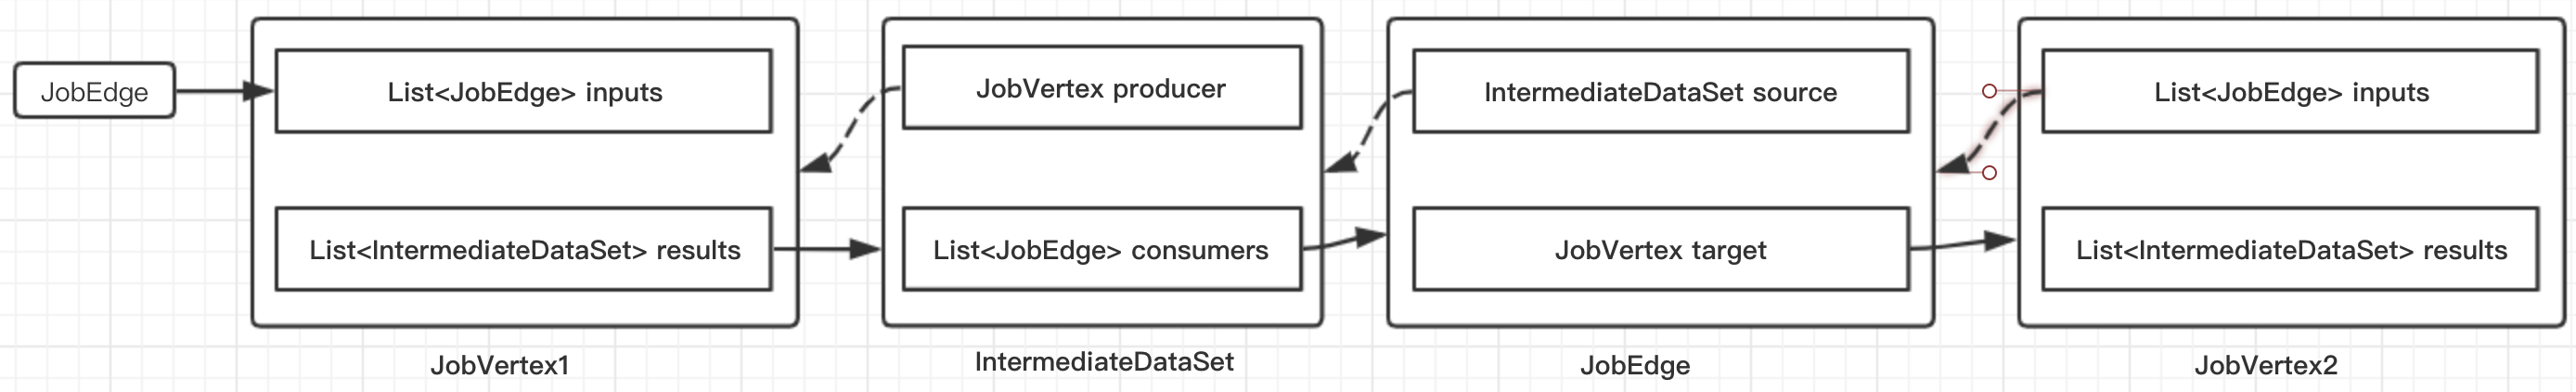 JobEdge
List<JobEdge> inputs
List<IntermediateDataSet> results
JobVertex1
JobVertex producer
List<JobEdge> consumers
IntermediateDataSet
IntermediateDataSet source
JobVertex target
JobEdge
List<JobEdge> inputs
List<IntermediateDataSet> results
JobVertex2